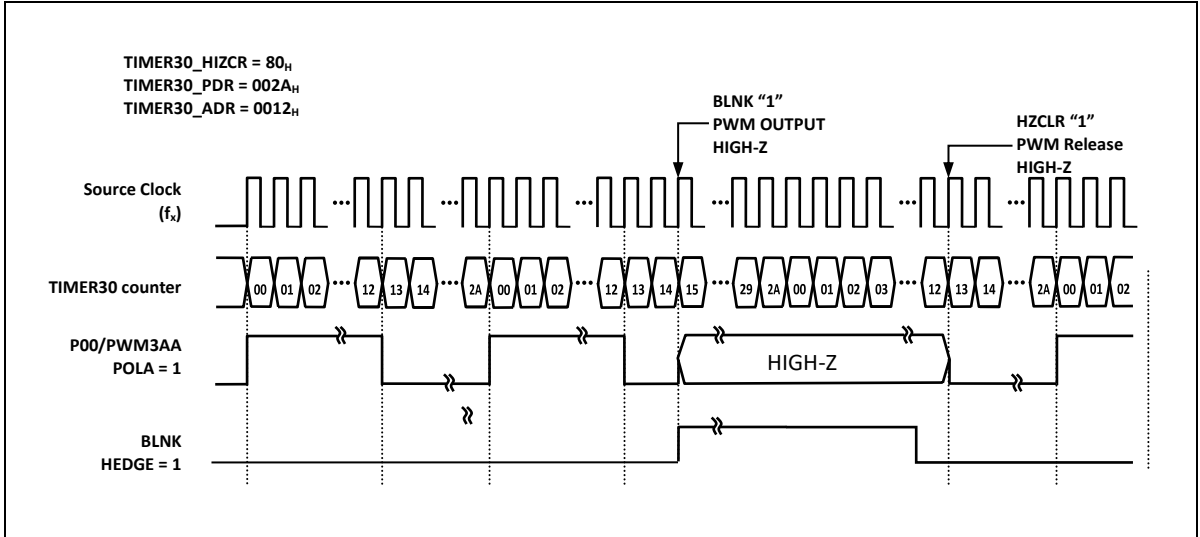 TIMER30_HIZCR = 80H
TIMER30_PDR = 002AH
TIMER30_ADR = 0012H
BLNK “1”
PWM OUTPUT
HIGH-Z
HZCLR “1”
PWM Release
HIGH-Z
Source Clock
(fx)
••• ••• ••• ••• ••• •••
TIMER30 counter
00 01 02 ••• 12 13 14 ••• 2A 00 01 02 ••• 12 13 14 15 ••• 29 2A 00 01 02 03 ••• 12 13 14 ••• 2A 00 01 02
P00/PWM3AA
POLA = 1
HIGH-Z
BLNK
HEDGE = 1